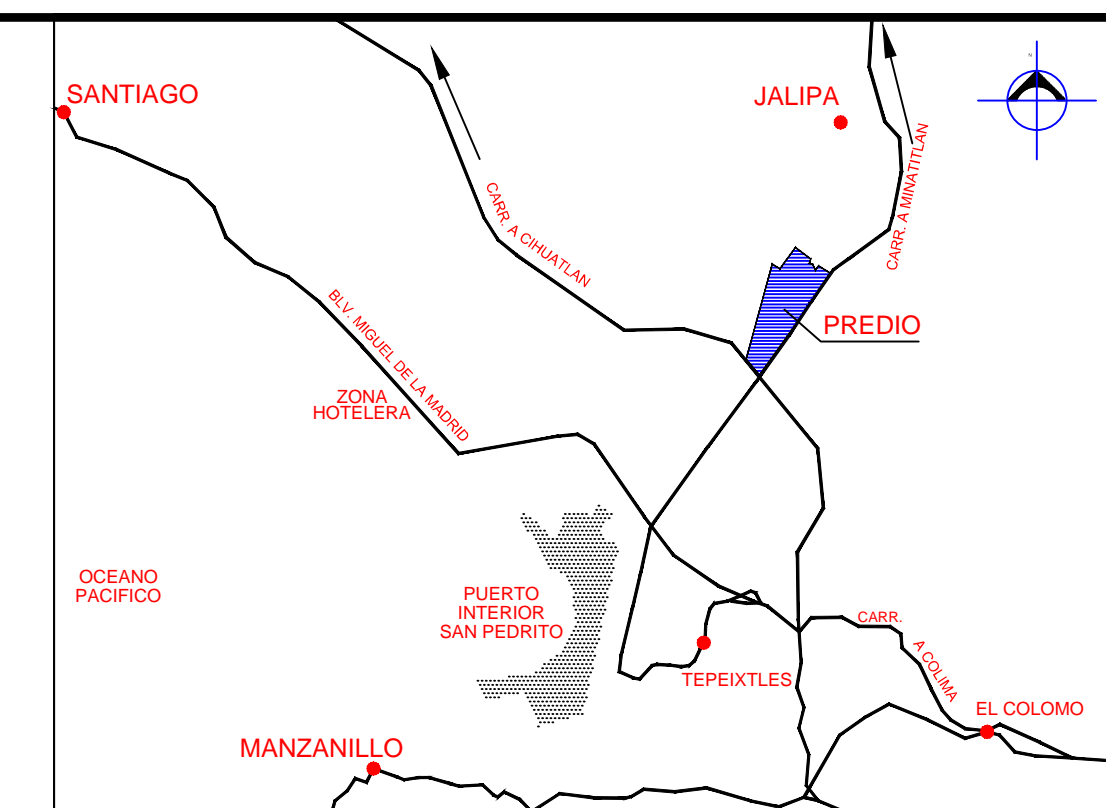 SANTIAGO
JALIPA
N
CARR. A CIHUATLAN
CARR. A MINATITLAN
PREDIO
BLV. MIGUEL DE LA MADRID
ZONA
HOTELERA
OCEANO
PACIFICO
PUERTO
INTERIOR
SAN PEDRITO
CARR.
A COLIMA
TEPEIXTLES
EL COLOMO
MANZANILLO